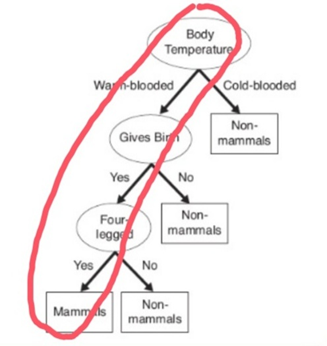 Body
Temperature
Warm-blooded
Cold-blooded
Gives Birth
Non-
mammals
Yes
No
Four-
legged
Non-
mammals
Yes
No
Mammals
Non-
mammals